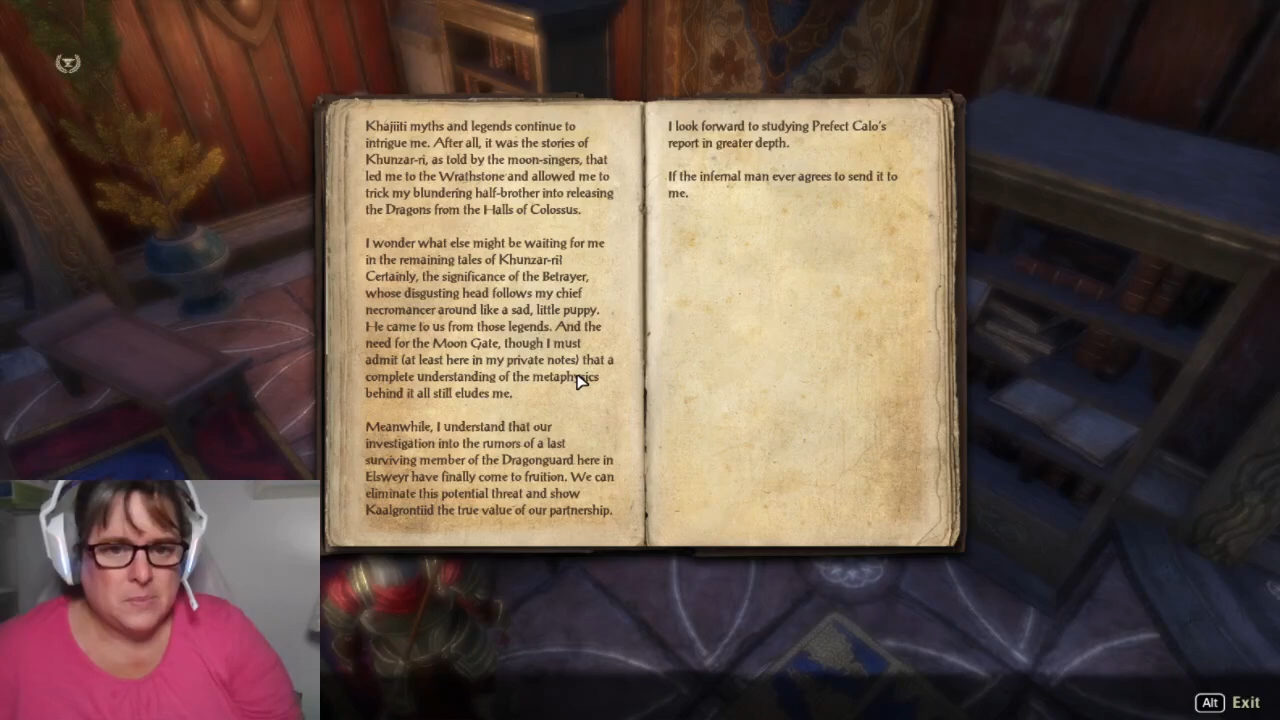 Khajiiti myths and legends continue to
intrigue me. After all, it was the stories of
Khunzar-ri, as told by the moon-singers, that
led me to the Wrathstone and allowed me to
trick my blundering half-brother into releasing
the Dragons from the Halls of Colossus.
I wonder what else might be waiting for me
in the remaining tales of Khunzar-ri!
Certainly, the significance of the Betrayer,
whose disgusting head follows my chief
necromancer around like a sad, little puppy.
He came to us from those legends. And the
need for the Moon Gate, though I must
admit (at least here in my private notes) that a
complete understanding of the metaphysics
behind it all still eludes me.
Meanwhile, I understand that our
investigation into the rumors of a last
surviving member of the Dragonguard here in
Elsweyr have finally come to fruition. We can
eliminate this potential threat and show
Kaalgrontiid the true value of our partnership.
I look forward to studying Prefect Calo's
report in greater depth.
If the infernal man ever agrees to send it to
me.
Alt Exit